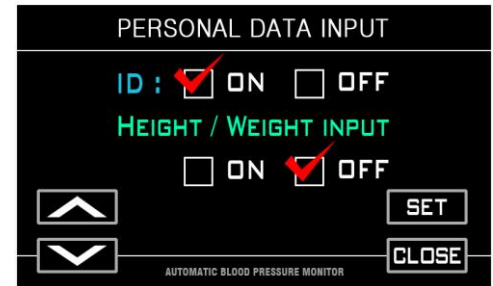 PERSONAL DATA INPUT
ID : ON OFF
HEIGHT / WEIGHT INPUT
ON OFF
SET
CLOSE
AUTOMATIC BLOOD PRESSURE MONITOR